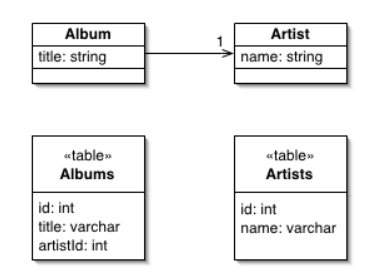 Album
title: string
1
Artist
name: string
«table»
Albums
id: int
title: varchar
artistId: int
«table»
Artists
id: int
name: varchar